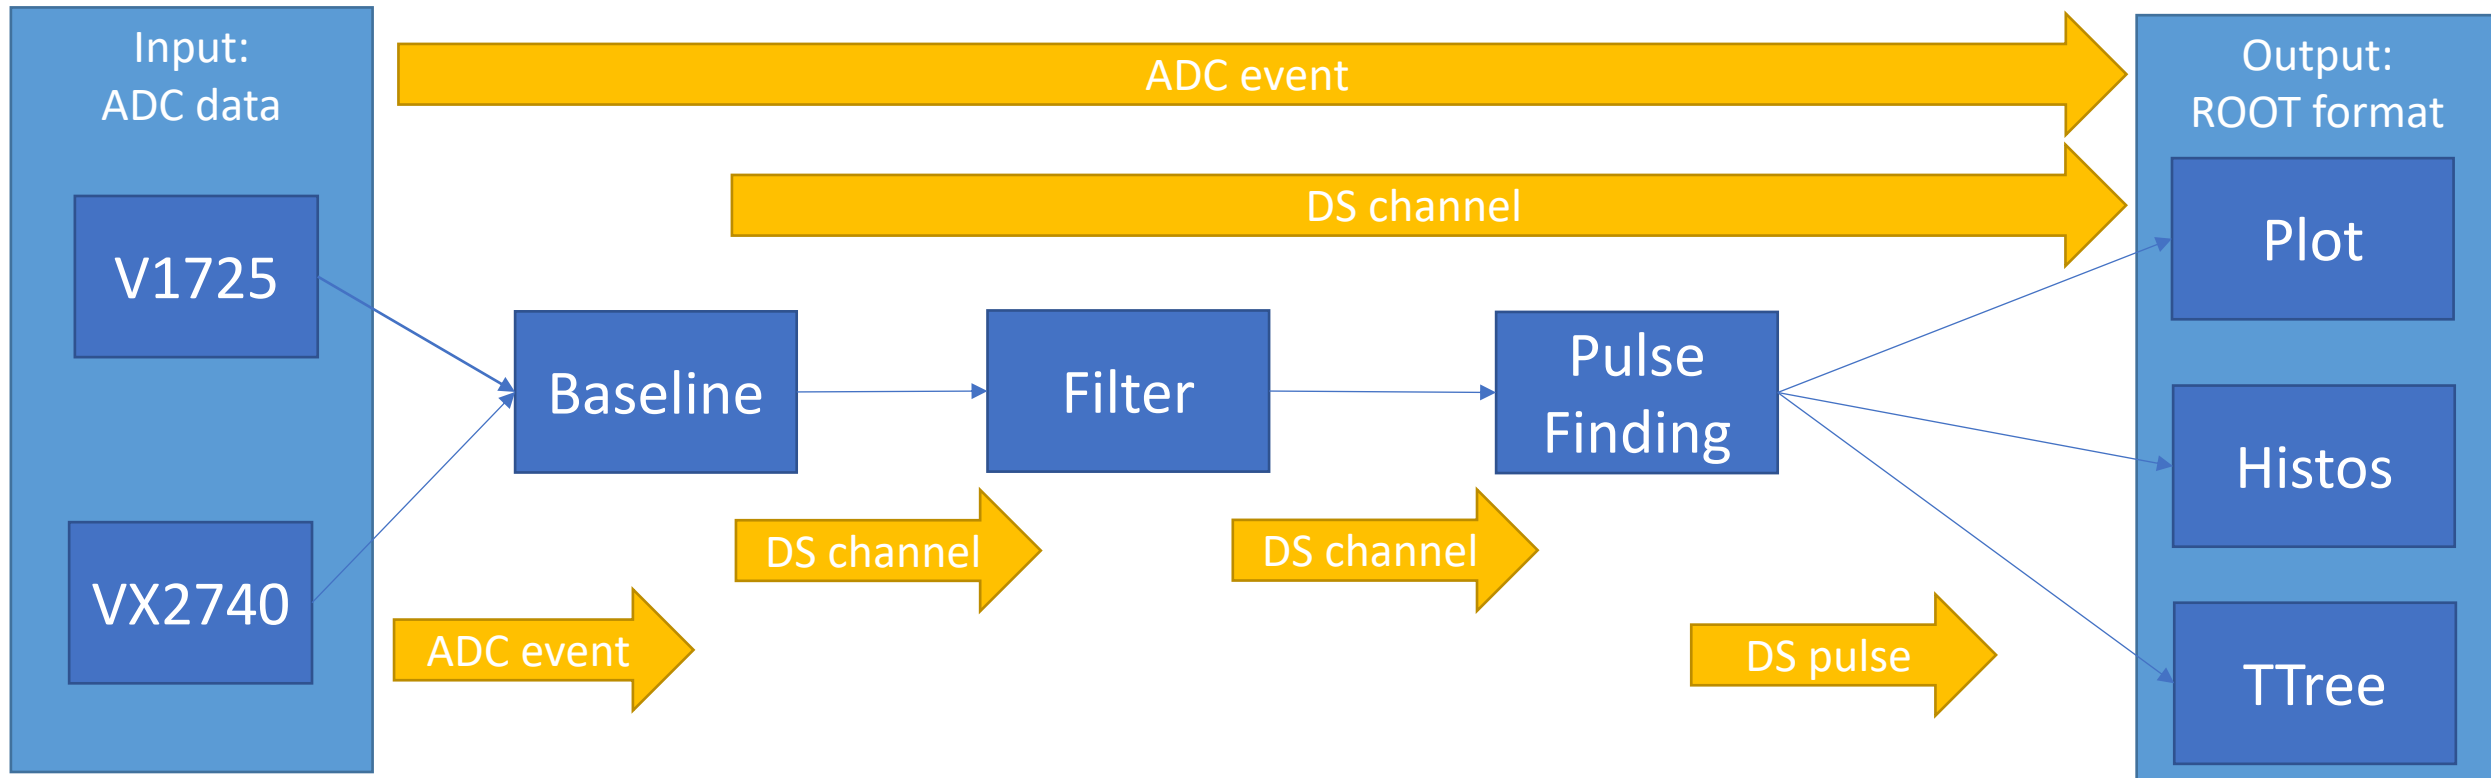 Input:
ADC data
V1725
VX2740
ADC event
DS channel
Baseline
Filter
Pulse
Finding
DS channel
DS channel
ADC event
DS pulse
Output:
ROOT format
Plot
Histos
TTree